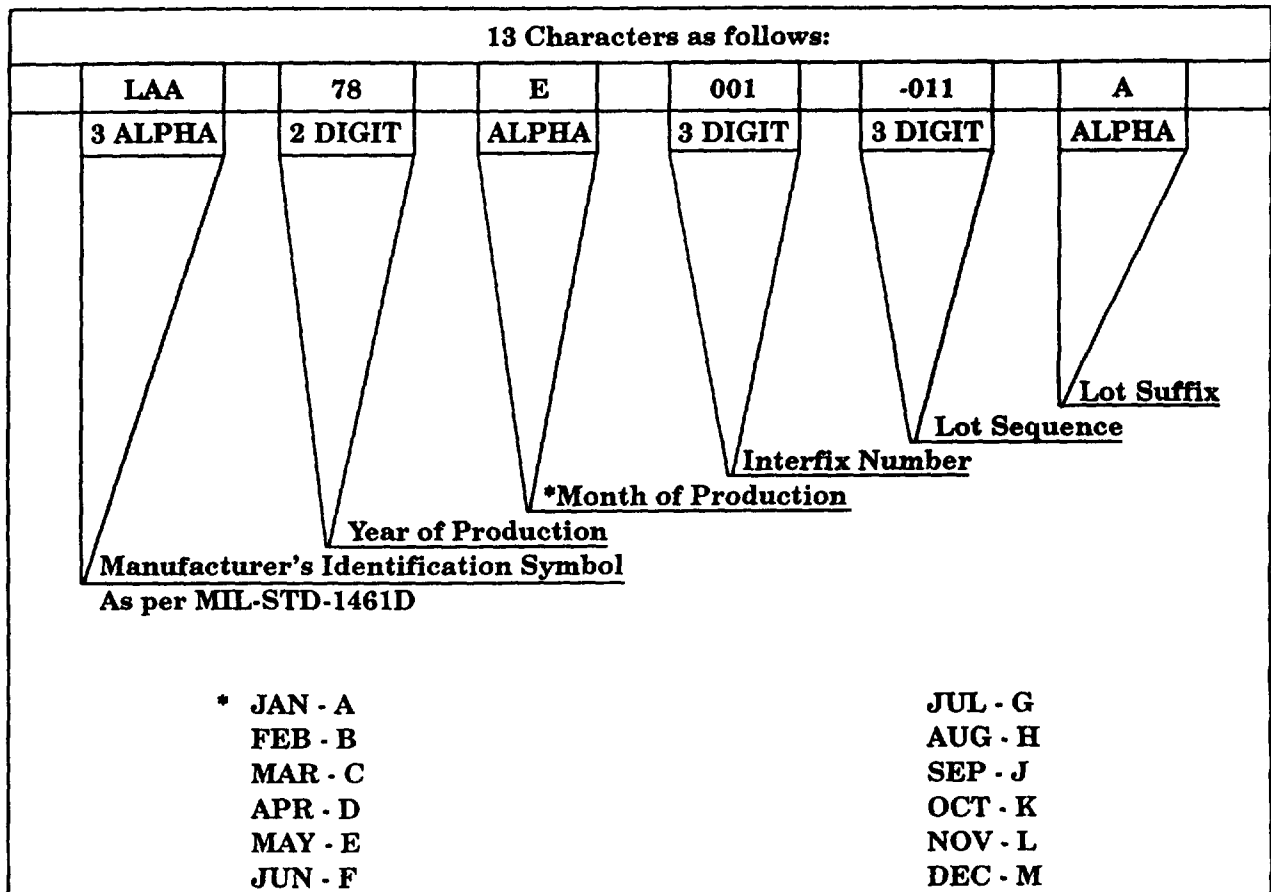 13 Characters as follows:
LAA 78 E 001 -011 A
3 ALPHA 2 DIGIT ALPHA 3 DIGIT 3 DIGIT ALPHA
Lot Suffix
Lot Sequence
Interfix Number
*Month of Production
Year of Production
Manufacturer's Identification Symbol
As per MIL-STD-1461D
* JAN - A JUL - G
FEB - B AUG - H
MAR - C SEP - J
APR - D OCT - K
MAY - E NOV - L
JUN - F DEC - M